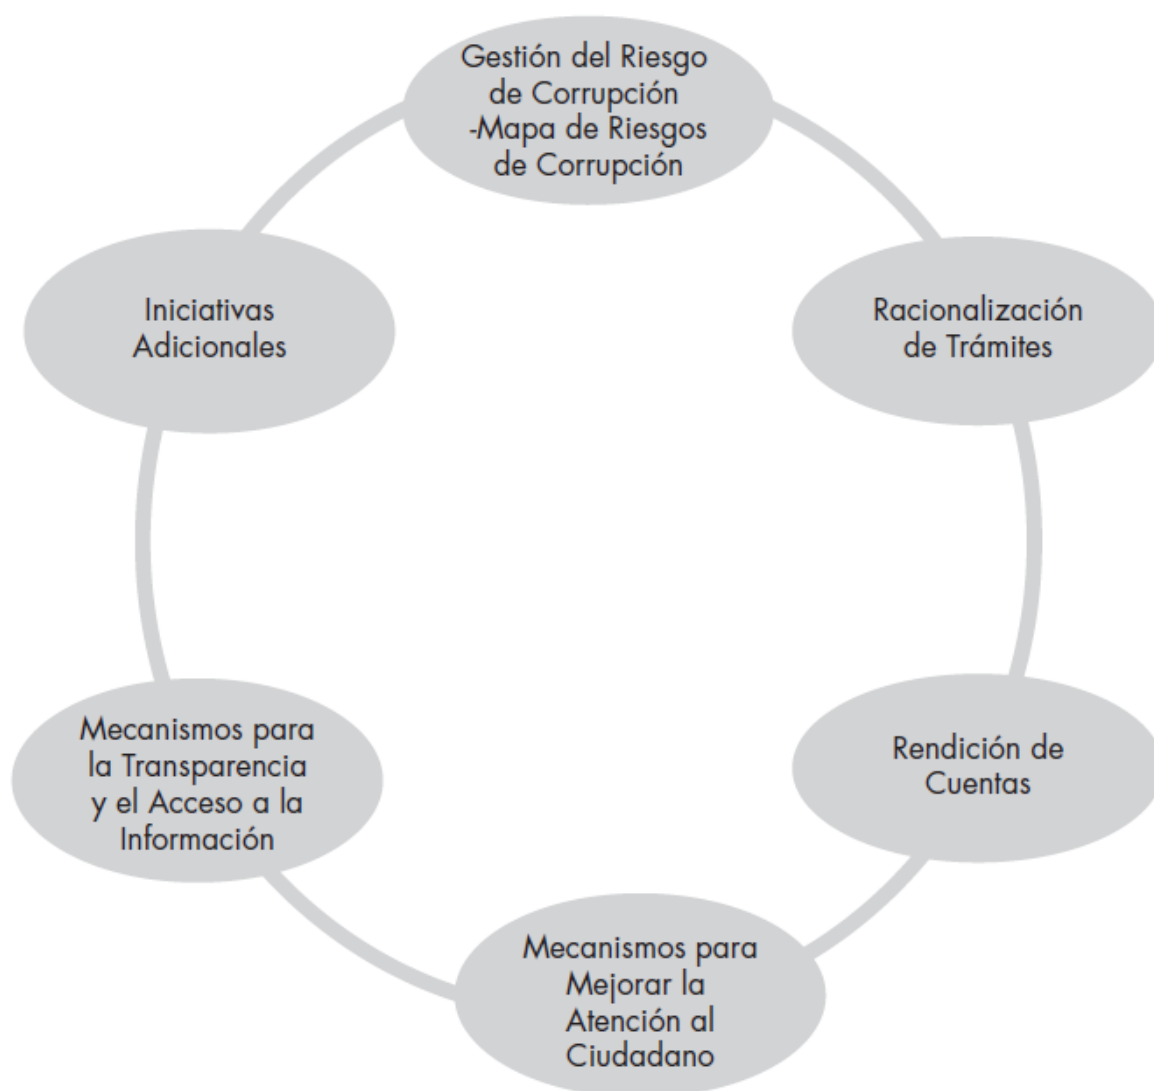 Gestión del Riesgo
de Corrupción
-Mapa de Riesgos
de Corrupción
Racionalización
de Trámites
Rendición de
Cuentas
Mecanismos para
Mejorar la
Atención al
Ciudadano
Mecanismos para
la Transparencia
y el Acceso a la
Información
Iniciativas
Adicionales